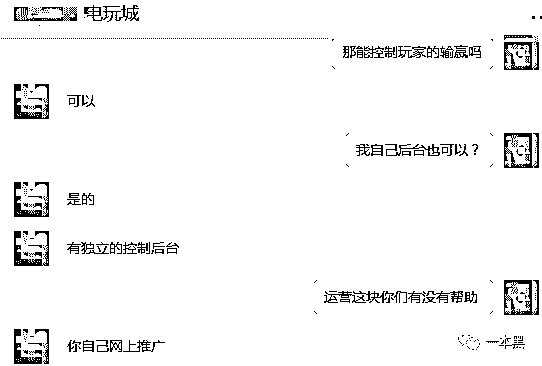 电玩城
那能控制玩家的输赢吗
可以
我自己后台也可以？
是的
有独立的控制后台
运营这块你们有没有帮助
你自己网上推广
一本黑